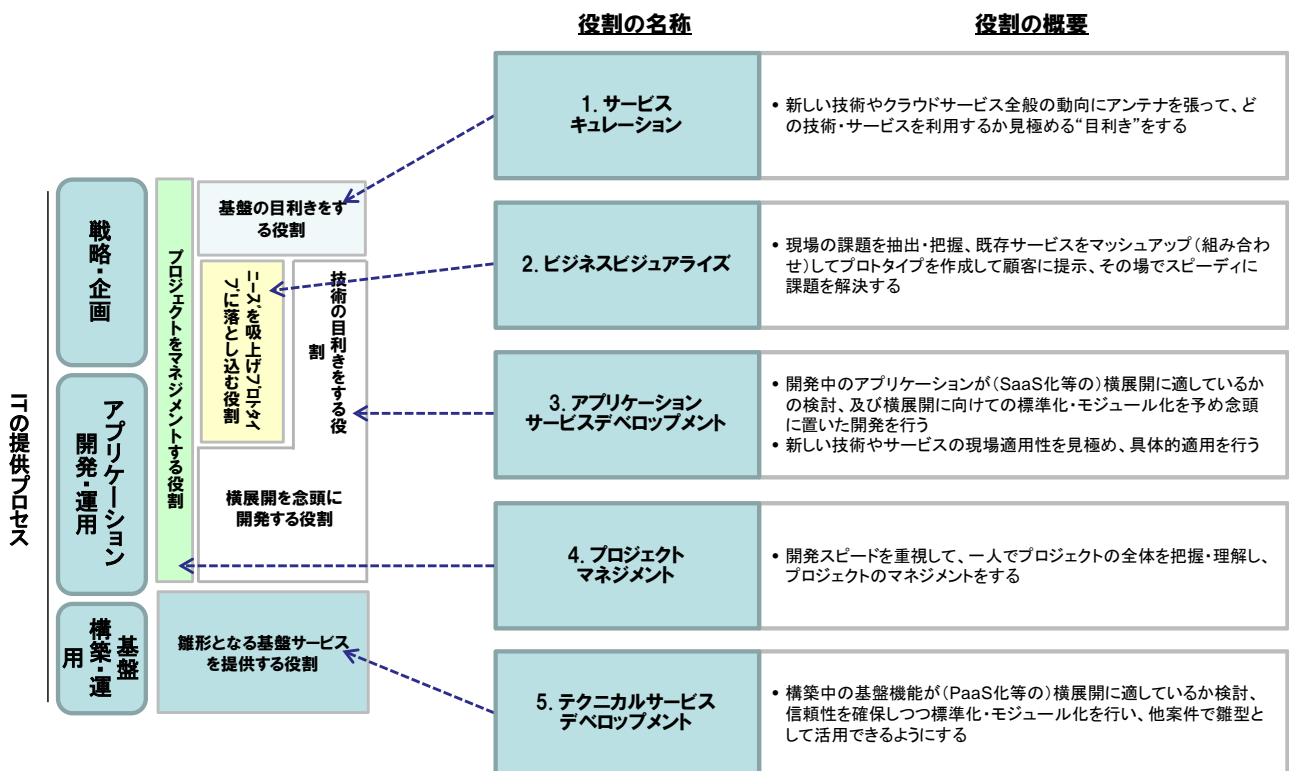 役割の名称
役割の概要
1. サービス
キュレーション
• 新しい技術やクラウドサービス全般の動向にアンテナを張って、ど
の技術・サービスを利用するか見極める“目利き”をする
2. ビジネスビジュアライズ
• 現場の課題を抽出・把握、既存サービスをマッシュアップ(組み合わ
せ)してプロトタイプを作成して顧客に提示、その場でスピーディに
課題を解決する
3. アプリケーション
サービスデベロップメント
• 開発中のアプリケーションが(SaaS化等の)横展開に適しているか
の検討、及び横展開に向けての標準化・モジュール化を予め念頭
に置いた開発を行う
• 新しい技術やサービスの現場適用性を見極め、具体的適用を行う
4. プロジェクト
マネジメント
• 開発スピードを重視して、一人でプロジェクトの全体を把握・理解し、
プロジェクトのマネジメントをする
5. テクニカルサービス
デベロップメント
• 構築中の基盤機能が(PaaS化等の)横展開に適しているか検討、
信頼性を確保しつつ標準化・モジュール化を行い、他案件で雛型と
して活用できるようにする
ITの提供プロセス
戦略・企画
アプリケーション
開発・運用
基盤
構築・運
用
プロジェクトをマネジメントする役割
基盤の目利きをす
る役割
ニーズを吸上げプロトタイ
プに落とし込む役割
技術の目利きをする役
割
横展開を念頭に
開発する役割
雛形となる基盤サービス
を提供する役割